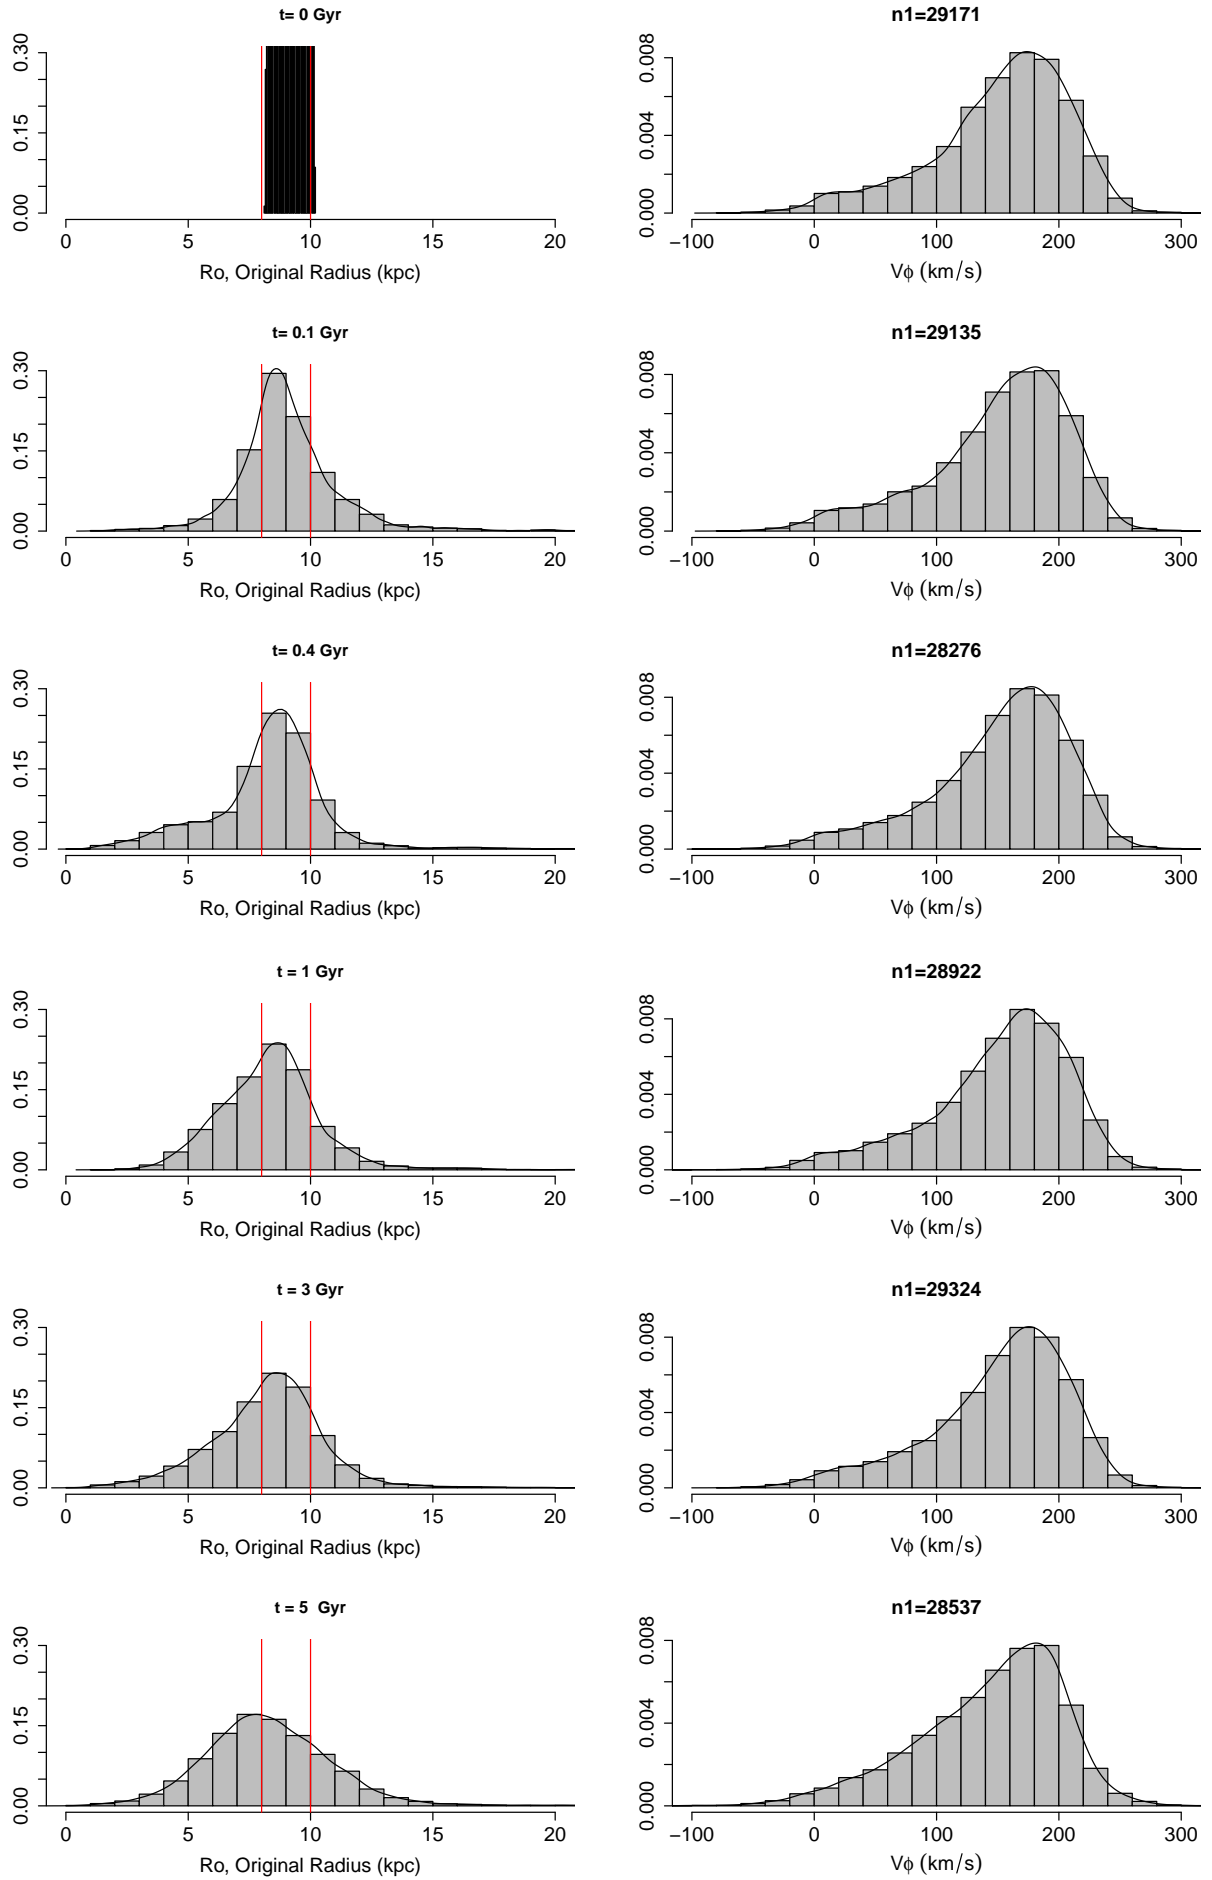 t= 0 Gyr
n1=29171
0.00 0.15 0.30
0.000 0.004 0.008
0 5 10 15 20
−100 0 100 200 300
Ro, Original Radius (kpc)
Vϕ (km/s)
t= 0.1 Gyr
n1=29135
0.00 0.15 0.30
0.000 0.004 0.008
0 5 10 15 20
−100 0 100 200 300
Ro, Original Radius (kpc)
Vϕ (km/s)
t= 0.4 Gyr
n1=28276
0.00 0.15 0.30
0.000 0.004 0.008
0 5 10 15 20
−100 0 100 200 300
Ro, Original Radius (kpc)
Vϕ (km/s)
t = 1 Gyr
n1=28922
0.00 0.15 0.30
0.000 0.004 0.008
0 5 10 15 20
−100 0 100 200 300
Ro, Original Radius (kpc)
Vϕ (km/s)
t = 3 Gyr
n1=29324
0.00 0.15 0.30
0.000 0.004 0.008
0 5 10 15 20
−100 0 100 200 300
Ro, Original Radius (kpc)
Vϕ (km/s)
t = 5 Gyr
n1=28537
0.00 0.15 0.30
0.000 0.004 0.008
0 5 10 15 20
−100 0 100 200 300
Ro, Original Radius (kpc)
Vϕ (km/s)